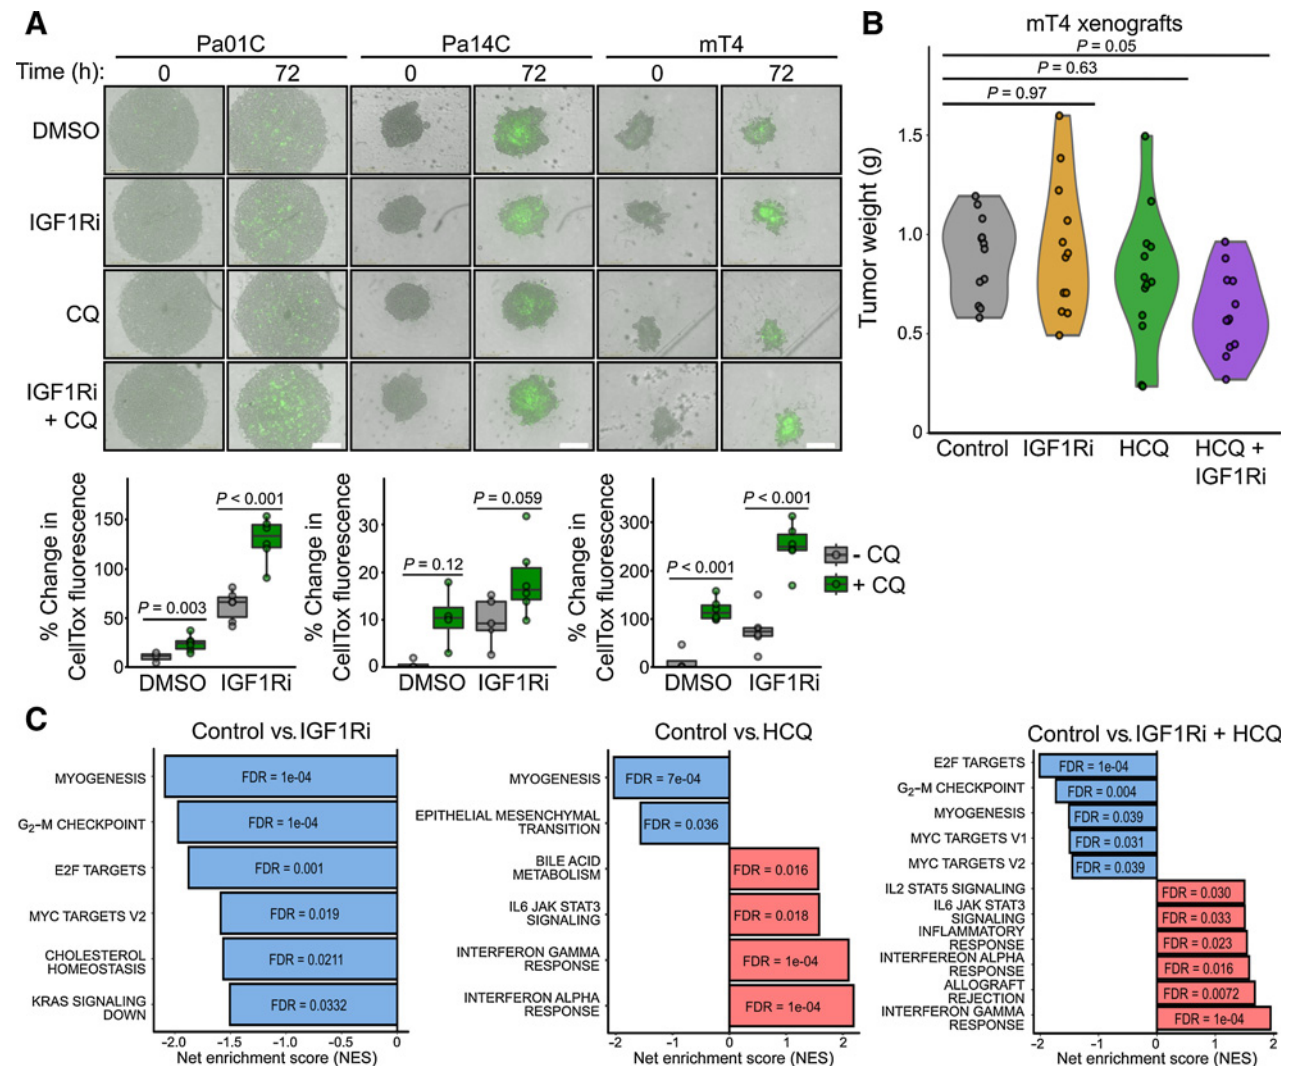 A
Pa01C Pa14C mT4
Time (h): 0 72 0 72 0 72
DMSO
IGF1Ri
CQ
IGF1Ri
+ CQ
% Change in
CellTox fluorescence
150
100
50
0
P = 0.003
P < 0.001
DMSO IGF1Ri
% Change in
CellTox fluorescence
30
20
10
0
P = 0.12
P = 0.059
DMSO IGF1Ri
% Change in
CellTox fluorescence
300
200
100
0
P < 0.001
P < 0.001
DMSO IGF1Ri
- CQ
+ CQ
B
mT4 xenografts
P = 0.05
P = 0.63
P = 0.97
Tumor weight (g)
1.5
1.0
0.5
0
Control IGF1Ri HCQ HCQ +
IGF1Ri
C
Control vs. IGF1Ri
MYOGENESIS FDR = 1e-04
G2–M CHECKPOINT FDR = 1e-04
E2F TARGETS FDR = 0.001
MYC TARGETS V2 FDR = 0.019
CHOLESTEROL
HOMEOSTASIS FDR = 0.0211
KRAS SIGNALING
DOWN FDR = 0.0332
-2.0 -1.5 -1.0 -0.5 0
Net enrichment score (NES)
Control vs. HCQ
MYOGENESIS FDR = 7e-04
EPITHELIAL MESENCHYMAL
TRANSITION FDR = 0.036
BILE ACID
METABOLISM FDR = 0.016
IL6 JAK STAT3
SIGNALING FDR = 0.018
INTERFERON GAMMA
RESPONSE FDR = 1e-04
INTERFERON ALPHA
RESPONSE FDR = 1e-04
-2 -1 0 1 2
Net enrichment score (NES)
Control vs. IGF1Ri + HCQ
E2F TARGETS FDR = 1e-04
G2–M CHECKPOINT FDR = 0.004
MYOGENESIS FDR = 0.039
MYC TARGETS V1 FDR = 0.031
MYC TARGETS V2 FDR = 0.039
IL2 STAT5 SIGNALING FDR = 0.030
IL6 JAK STAT3
SIGNALING FDR = 0.033
INFLAMMATORY
RESPONSE FDR = 0.023
INTERFEREON ALPHA
RESPONSE FDR = 0.016
ALLOGRAFT
REJECTION FDR = 0.0072
INTERFERON GAMMA
RESPONSE FDR = 1e-04
-2 -1 0 1 2
Net enrichment score (NES)